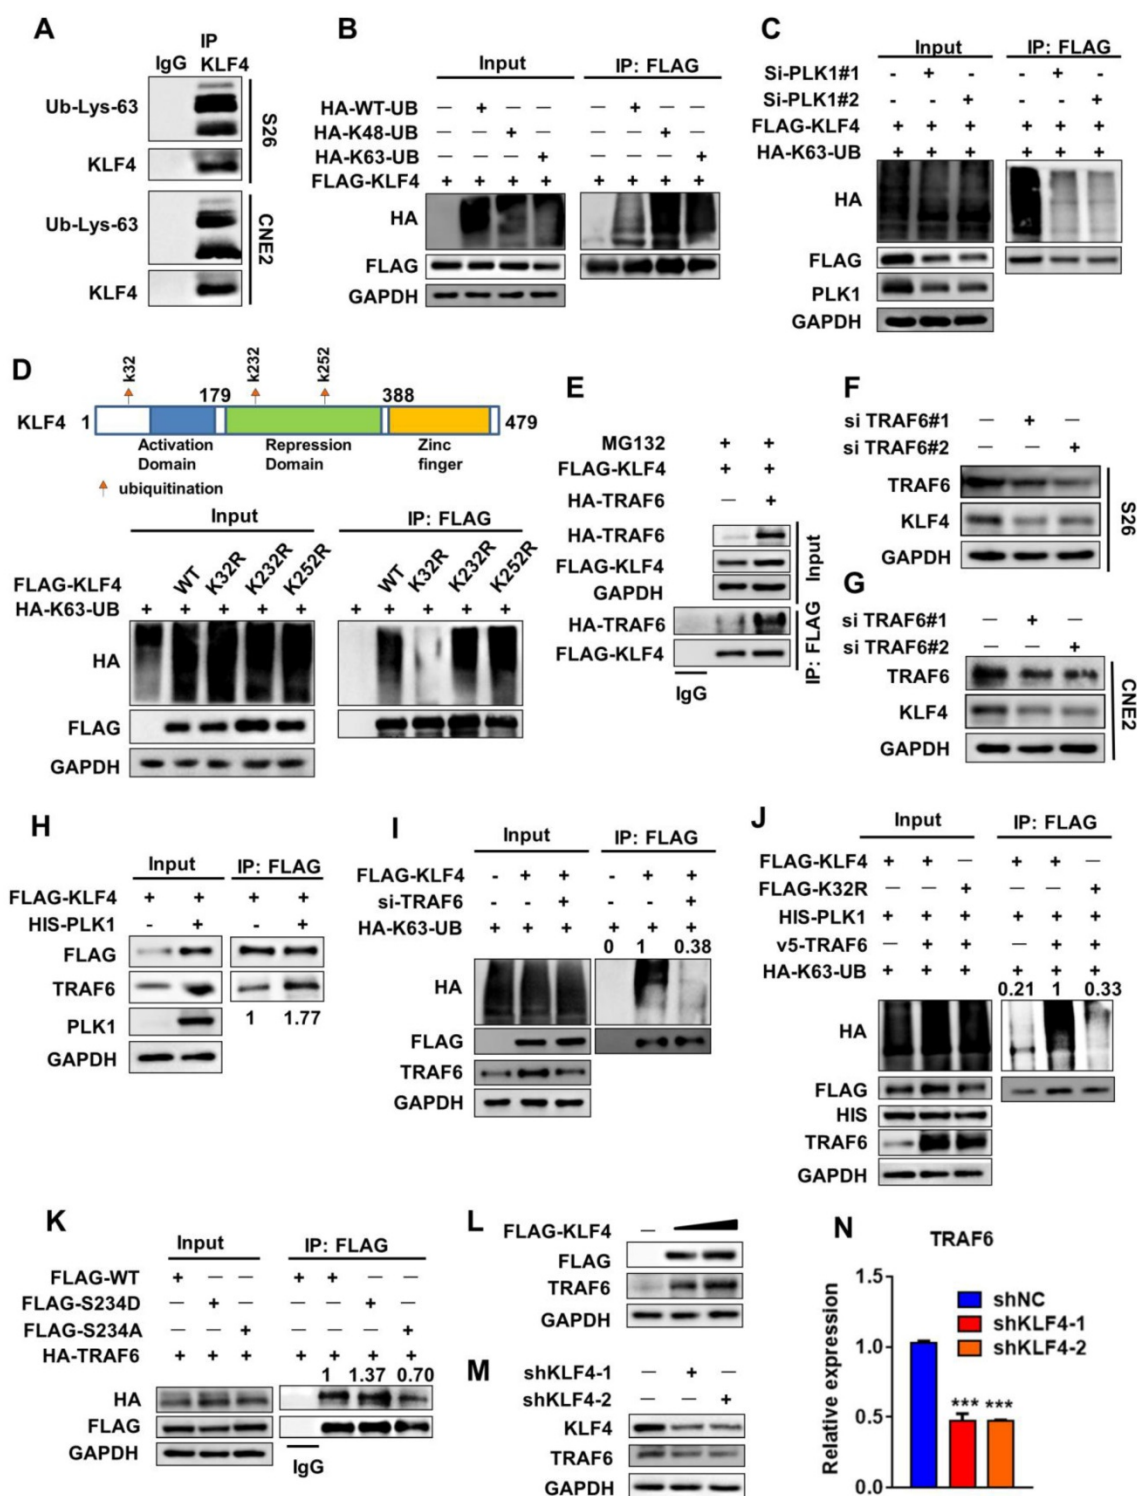 A
IP
IgG KLF4
Ub-Lys-63
KLF4
S26
Ub-Lys-63
KLF4
CNE2
B
Input IP: FLAG
HA-WT-UB — + — — — + — —
HA-K48-UB — — + — — — + —
HA-K63-UB — — — + — — — +
FLAG-KLF4 + + + + + + + +
HA
FLAG
GAPDH
C
Input IP: FLAG
Si-PLK1#1 - + - - + -
Si-PLK1#2 - - + - - +
FLAG-KLF4 + + + + + +
HA-K63-UB + + + + + +
HA
FLAG
PLK1
GAPDH
D
k32 k232 k252
179 388
KLF4 1 479
Activation Domain
Repression Domain
Zinc finger
ubiquitination
Input IP: FLAG
FLAG-KLF4 WT K32R K232R K252R WT K32R K232R K252R
HA-K63-UB + + + + + + + + + +
HA
FLAG
GAPDH
E
MG132 + +
FLAG-KLF4 + +
HA-TRAF6 — +
HA-TRAF6
FLAG-KLF4
GAPDH
Input
HA-TRAF6
FLAG-KLF4
IP: FLAG
IgG
F
si TRAF6#1 — + —
si TRAF6#2 — — +
TRAF6
KLF4
GAPDH
S26
G
si TRAF6#1 — + —
si TRAF6#2 — — +
TRAF6
KLF4
GAPDH
CNE2
H
Input IP: FLAG
FLAG-KLF4 + + + +
HIS-PLK1 - + - +
FLAG
TRAF6
1 1.77
PLK1
GAPDH
I
Input IP: FLAG
FLAG-KLF4 - + + - + +
si-TRAF6 - - + - - +
HA-K63-UB + + + + + +
0 1 0.38
HA
FLAG
TRAF6
GAPDH
J
Input IP: FLAG
FLAG-KLF4 + + — + + —
FLAG-K32R — — + — — +
HIS-PLK1 + + + + + +
v5-TRAF6 — + + — + +
HA-K63-UB + + + + + +
0.21 1 0.33
HA
FLAG
HIS
TRAF6
GAPDH
K
Input IP: FLAG
FLAG-WT + — — + + — —
FLAG-S234D — + — — — + —
FLAG-S234A — — + — — — +
HA-TRAF6 + + + + + + +
1 1.37 0.70
HA
FLAG
GAPDH
IgG
L
FLAG-KLF4 —
FLAG
TRAF6
GAPDH
M
shKLF4-1 — + —
shKLF4-2 — — +
KLF4
TRAF6
GAPDH
N
TRAF6
Relative expression
1.5
1.0
0.5
0.0
shNC
shKLF4-1
shKLF4-2
*** ***